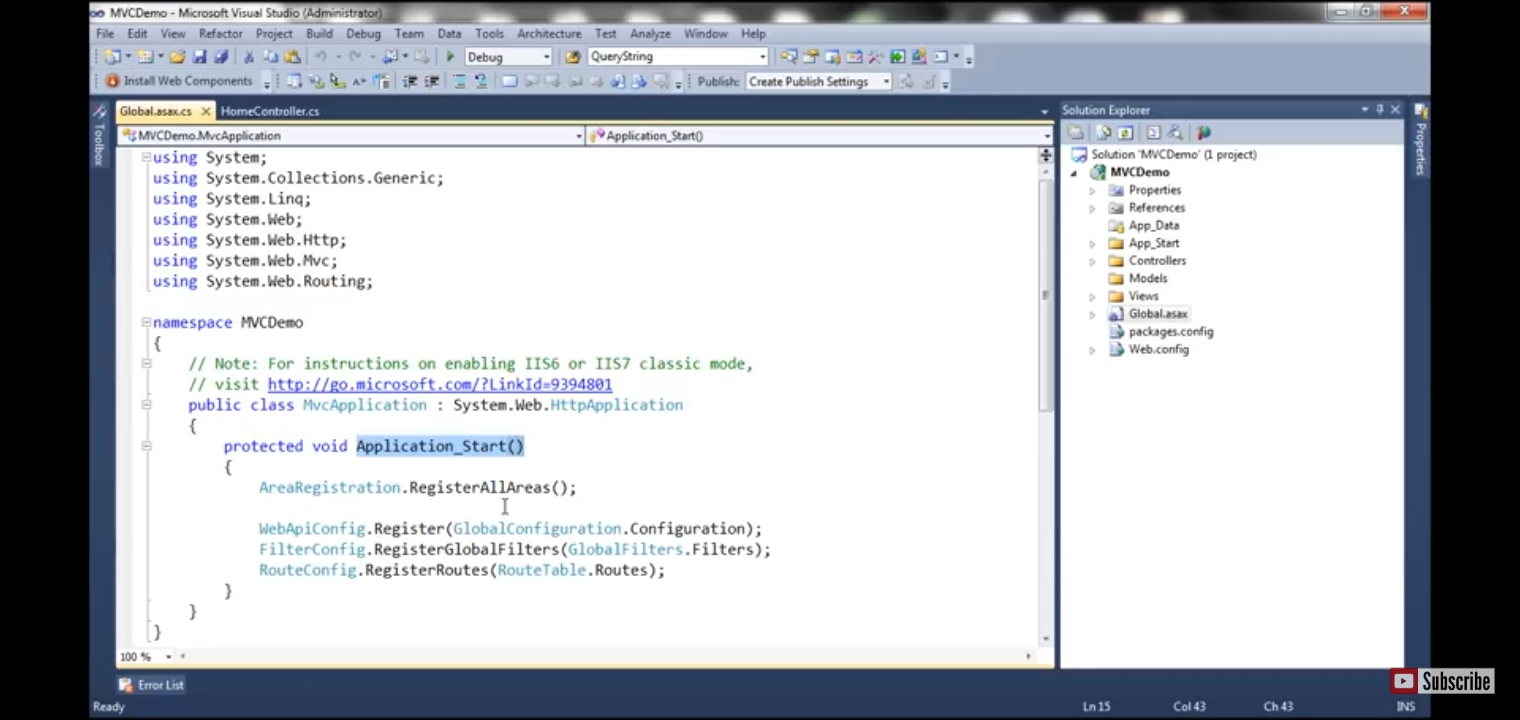 MVCDemo - Microsoft Visual Studio (Administrator)
File Edit View Refactor Project Build Debug Team Data Tools Architecture Test Analyze Window Help
Debug QueryString
Install Web Components Publish: Create Publish Settings
Global.asax.cs HomeController.cs
MVCDemo.MvcApplication Application_Start()
using System;
using System.Collections.Generic;
using System.Linq;
using System.Web;
using System.Web.Http;
using System.Web.Mvc;
using System.Web.Routing;
namespace MVCDemo
{
// Note: For instructions on enabling IIS6 or IIS7 classic mode,
// visit http://go.microsoft.com/?LinkId=9394801
public class MvcApplication : System.Web.HttpApplication
{
protected void Application_Start()
{
AreaRegistration.RegisterAllAreas();
WebApiConfig.Register(GlobalConfiguration.Configuration);
FilterConfig.RegisterGlobalFilters(GlobalFilters.Filters);
RouteConfig.RegisterRoutes(RouteTable.Routes);
}
}
}
100 %
Toolbox
Solution Explorer
Solution 'MVCDemo' (1 project)
MVCDemo
Properties
References
App_Data
App_Start
Controllers
Models
Views
Global.asax
packages.config
Web.config
Properties
Error List
Subscribe
Ready Ln 15 Col 43 Ch 43 INS